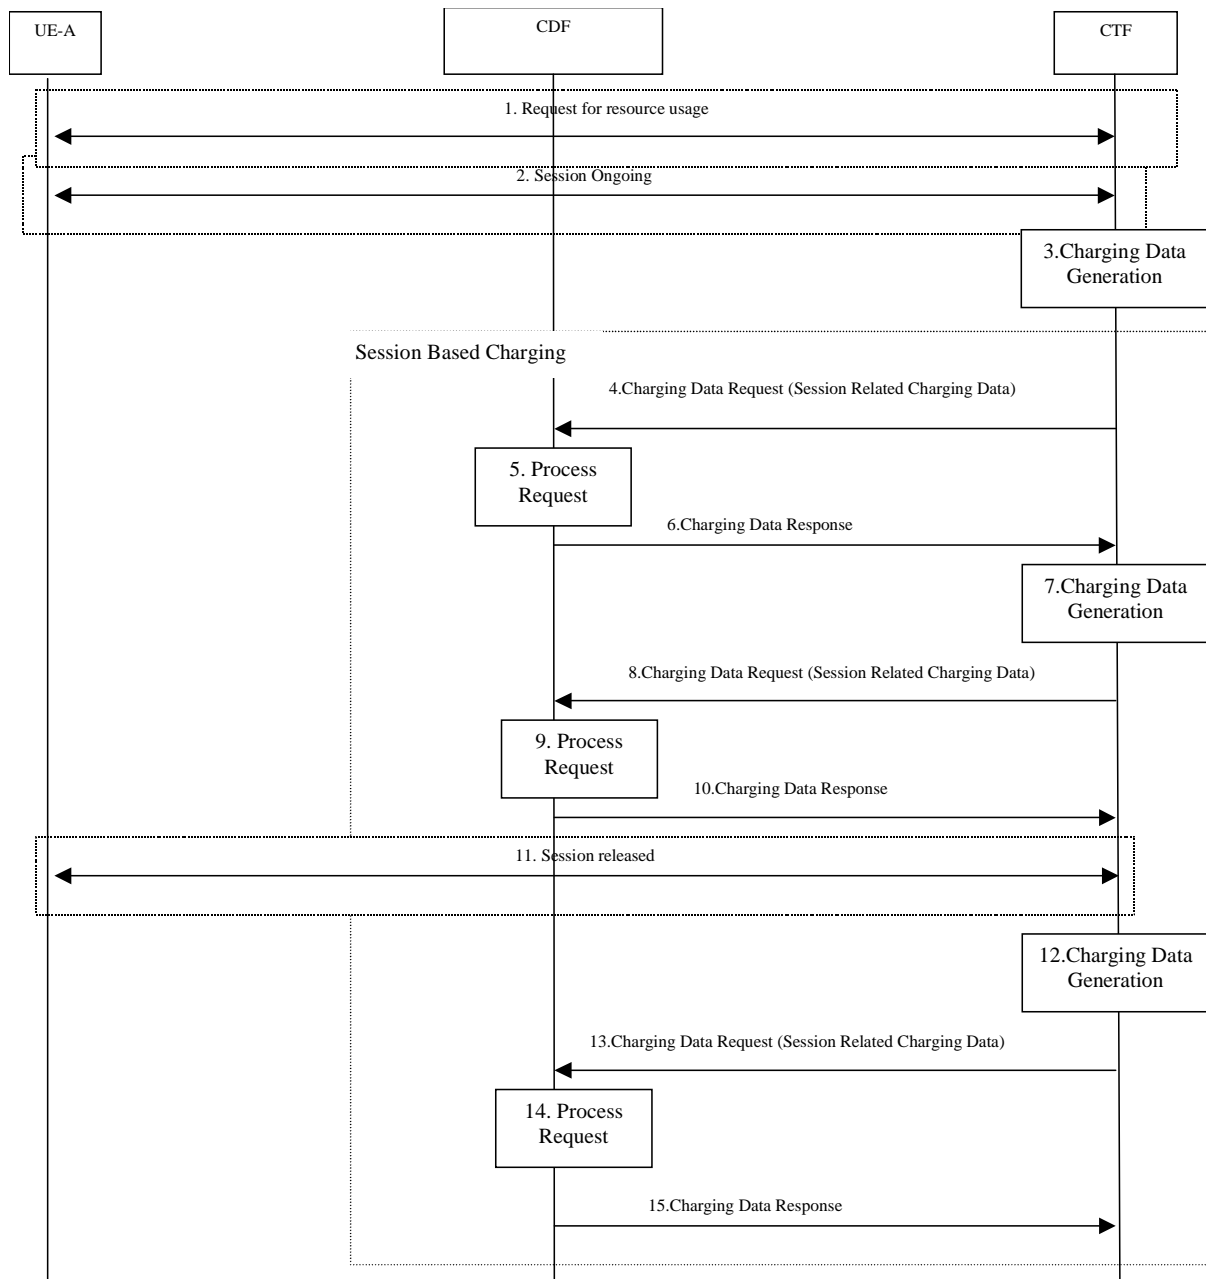 UE-A
CDF
CTF
1. Request for resource usage
2. Session Ongoing
3.Charging Data
Generation
Session Based Charging
4.Charging Data Request (Session Related Charging Data)
5. Process
Request
6.Charging Data Response
7.Charging Data
Generation
8.Charging Data Request (Session Related Charging Data)
9. Process
Request
10.Charging Data Response
11. Session released
12.Charging Data
Generation
13.Charging Data Request (Session Related Charging Data)
14. Process
Request
15.Charging Data Response